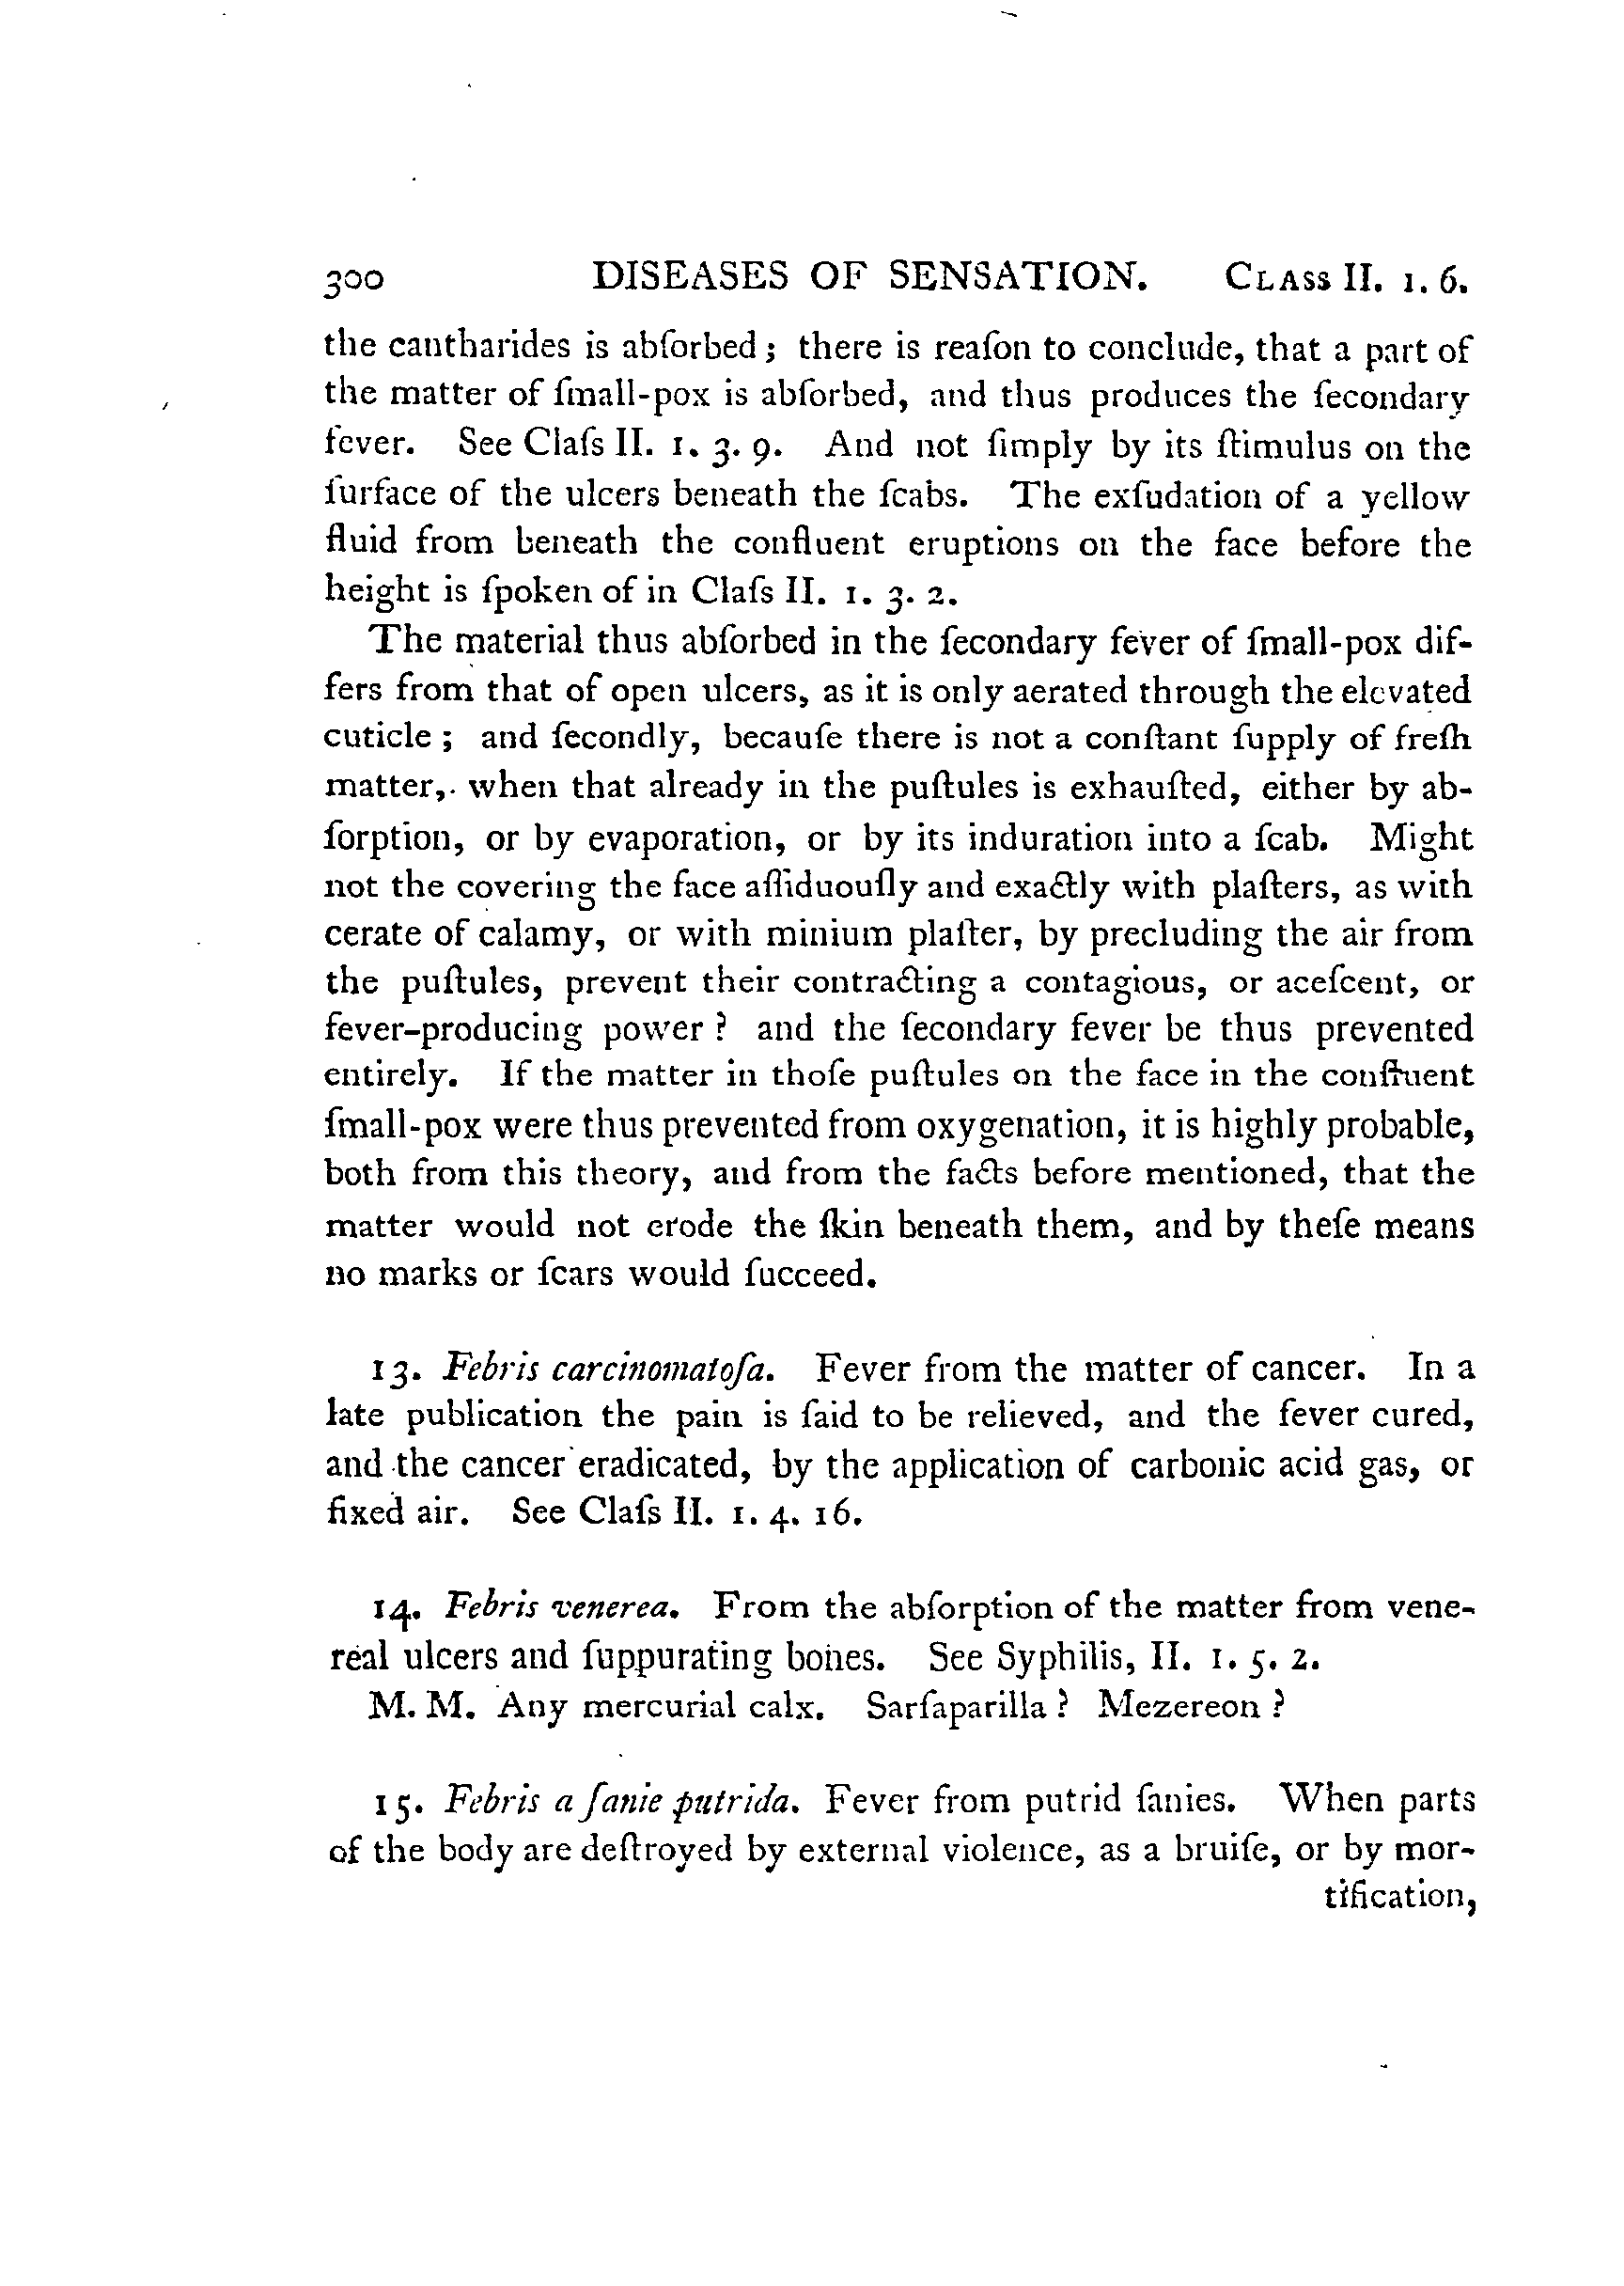 300 DISEASES OF SENSATION. CLASS II. 1. 6.
the cantharides is abſorbed; there is reaſon to conclude, that a part of
the matter of ſmall-pox is abſorbed, and thus produces the ſecondary
fever. See Claſs II. 1. 3. 9. And not ſimply by its ſtimulus on the
ſurface of the ulcers beneath the ſcabs. The exſudation of a yellow
fluid from beneath the confluent eruptions on the face before the
height is ſpoken of in Claſs II. 1. 3. 2.
The material thus abſorbed in the ſecondary fever of ſmall-pox dif-
fers from that of open ulcers, as it is only aerated through the elevated
cuticle; and ſecondly, becauſe there is not a conſtant ſupply of freſh
matter, when that already in the puſtules is exhauſted, either by ab-
ſorption, or by evaporation, or by its induration into a ſcab. Might
not the covering the face aſſiduouſly and exactly with plaſters, as with
cerate of calamy, or with minium plaſter, by precluding the air from
the puſtules, prevent their contracting a contagious, or aceſcent, or
fever-producing power? and the ſecondary fever be thus prevented
entirely. If the matter in thoſe puſtules on the face in the confluent
ſmall-pox were thus prevented from oxygenation, it is highly probable,
both from this theory, and from the facts before mentioned, that the
matter would not erode the ſkin beneath them, and by theſe means
no marks or ſcars would ſucceed.
13. Febris carcinomatoſa. Fever from the matter of cancer. In a
late publication the pain is ſaid to be relieved, and the fever cured,
and the cancer eradicated, by the application of carbonic acid gas, or
fixed air. See Claſs II. 1. 4. 16.
14. Febris venerea. From the abſorption of the matter from vene-
real ulcers and ſuppurating bones. See Syphilis, II. 1. 5. 2.
M. M. Any mercurial calx. Sarſaparilla? Mezereon?
15. Febris a ſanie putrida. Fever from putrid ſanies. When parts
of the body are deſtroyed by external violence, as a bruiſe, or by mor-
tification,